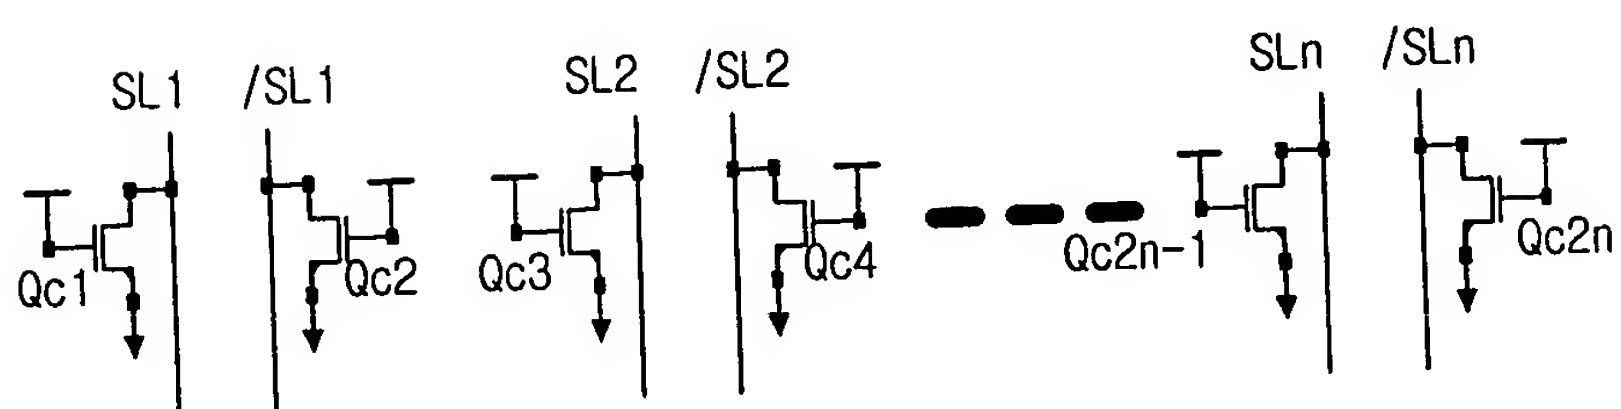 SL1 /SL1 SL2 /SL2 SLn /SLn
Qc1 Qc2 Qc3 Qc4 Qc2n-1 Qc2n